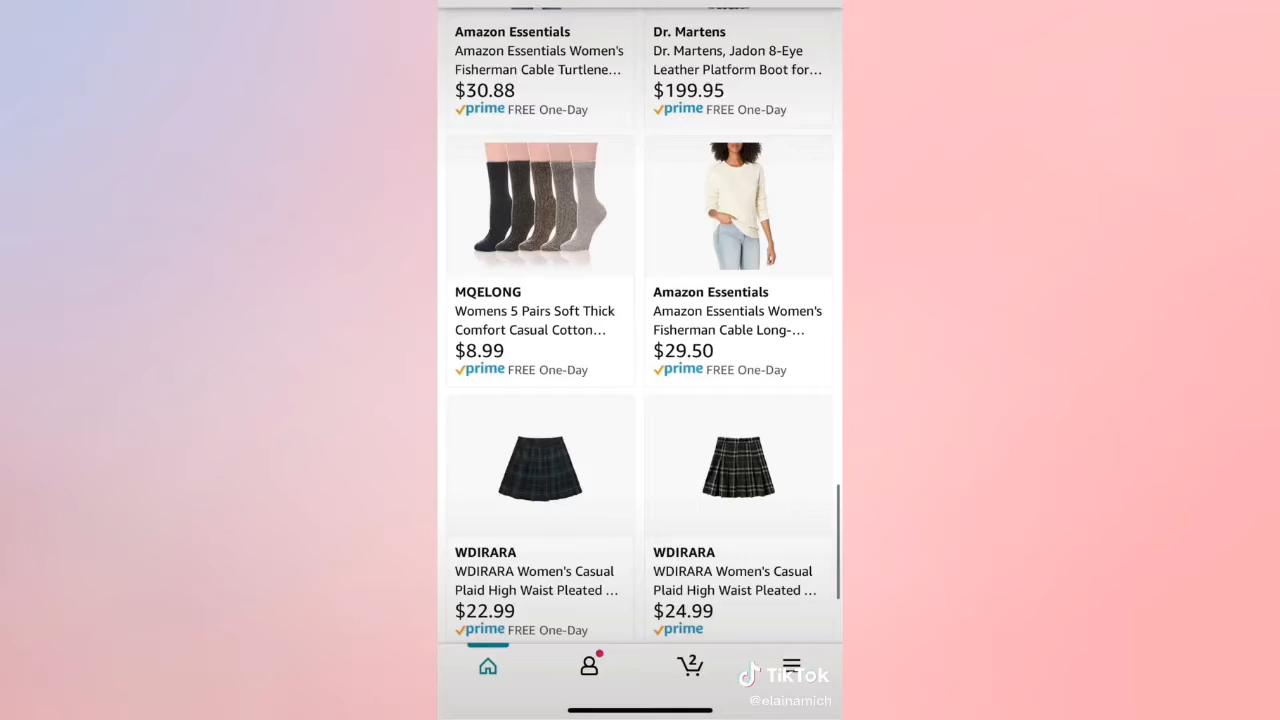 Amazon Essentials
Amazon Essentials Women's
Fisherman Cable Turtlene...
$30.88
prime FREE One-Day
Dr. Martens
Dr. Martens, Jadon 8-Eye
Leather Platform Boot for...
$199.95
prime FREE One-Day
MQELONG
Womens 5 Pairs Soft Thick
Comfort Casual Cotton...
$8.99
prime FREE One-Day
Amazon Essentials
Amazon Essentials Women's
Fisherman Cable Long-...
$29.50
prime FREE One-Day
WDIRARA
WDIRARA Women's Casual
Plaid High Waist Pleated ...
$22.99
prime FREE One-Day
WDIRARA
WDIRARA Women's Casual
Plaid High Waist Pleated ...
$24.99
prime
2
TikTok
@elainamich